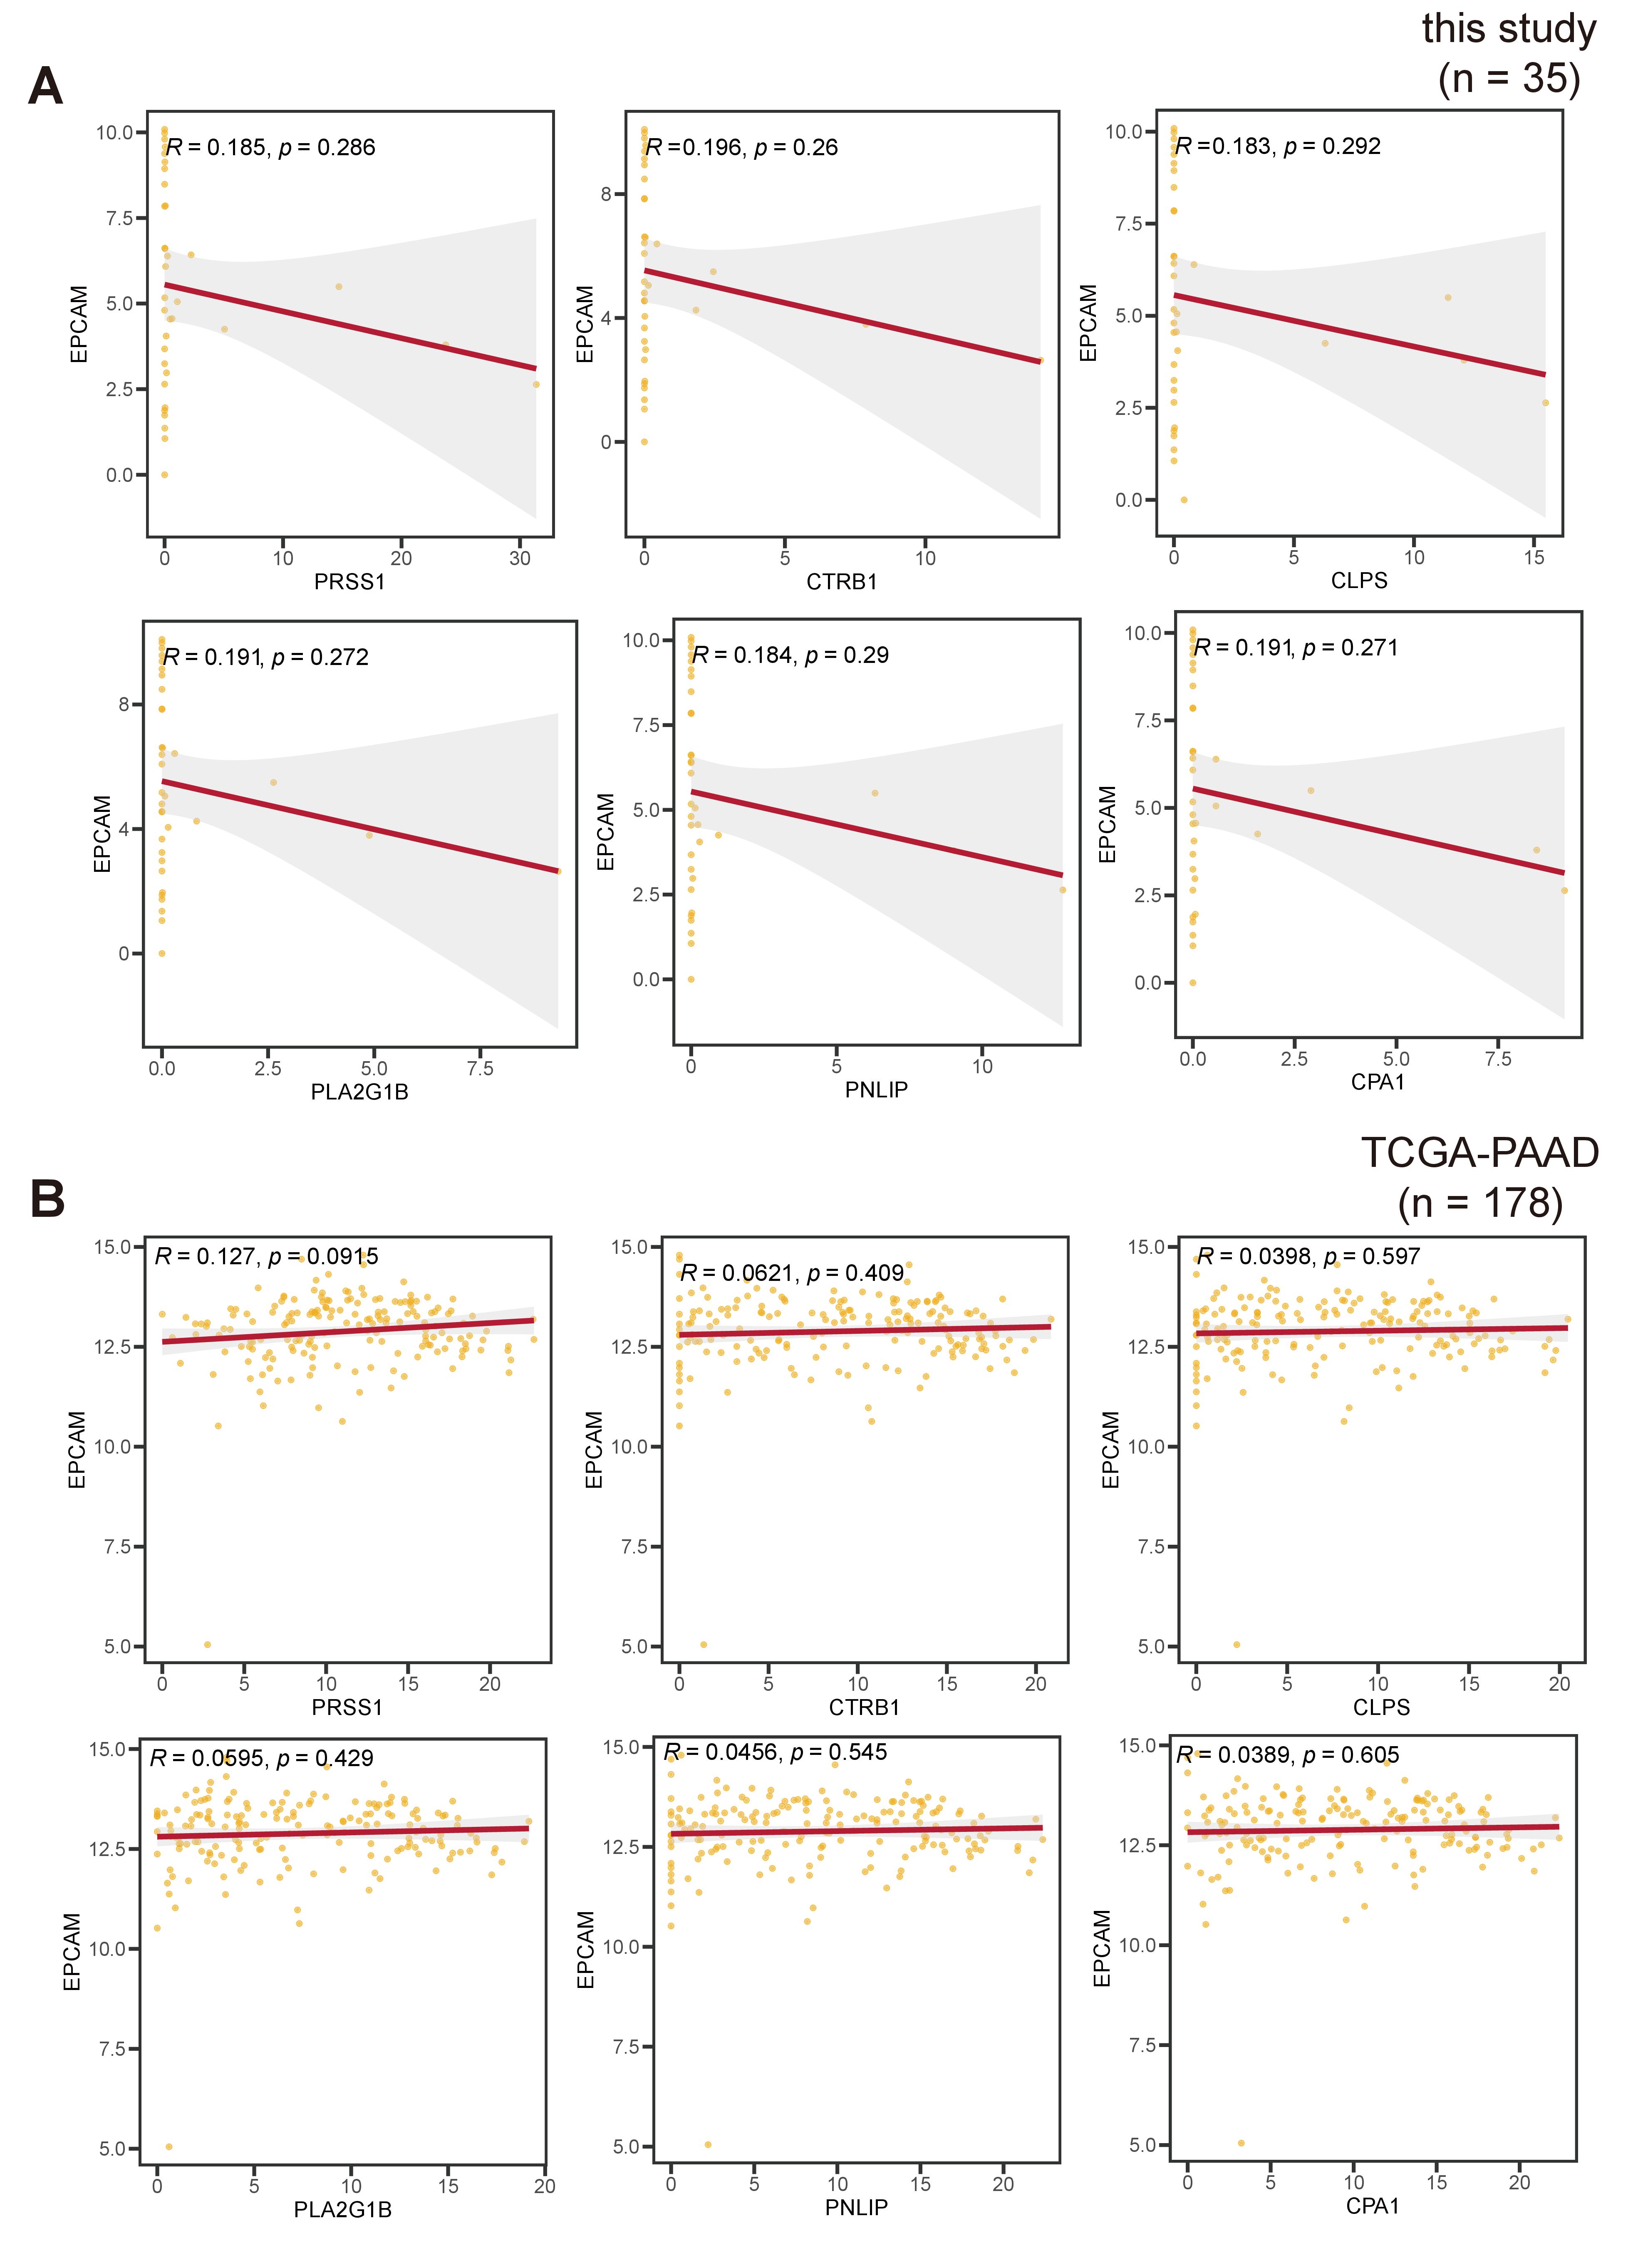 this study
(n = 35)
A
R = 0.185, p = 0.286
10.0
7.5
5.0
2.5
0.0
EPCAM
0 10 20 30
PRSS1
R =0.196, p = 0.26
8
4
0
EPCAM
0 5 10
CTRB1
R =0.183, p = 0.292
10.0
7.5
5.0
2.5
0.0
EPCAM
0 5 10 15
CLPS
R = 0.191, p = 0.272
8
4
0
EPCAM
0.0 2.5 5.0 7.5
PLA2G1B
R = 0.184, p = 0.29
10.0
7.5
5.0
2.5
0.0
EPCAM
0 5 10
PNLIP
R = 0.191, p = 0.271
10.0
7.5
5.0
2.5
0.0
EPCAM
0.0 2.5 5.0 7.5
CPA1
TCGA-PAAD
(n = 178)
B
R = 0.127, p = 0.0915
15.0
12.5
10.0
7.5
5.0
EPCAM
0 5 10 15 20
PRSS1
R = 0.0621, p = 0.409
15.0
12.5
10.0
7.5
5.0
EPCAM
0 5 10 15 20
CTRB1
R = 0.0398, p = 0.597
15.0
12.5
10.0
7.5
5.0
EPCAM
0 5 10 15 20
CLPS
R = 0.0595, p = 0.429
15.0
12.5
10.0
7.5
5.0
EPCAM
0 5 10 15 20
PLA2G1B
R = 0.0456, p = 0.545
15.0
12.5
10.0
7.5
5.0
EPCAM
0 5 10 15 20
PNLIP
R = 0.0389, p = 0.605
15.0
12.5
10.0
7.5
5.0
EPCAM
0 5 10 15 20
CPA1